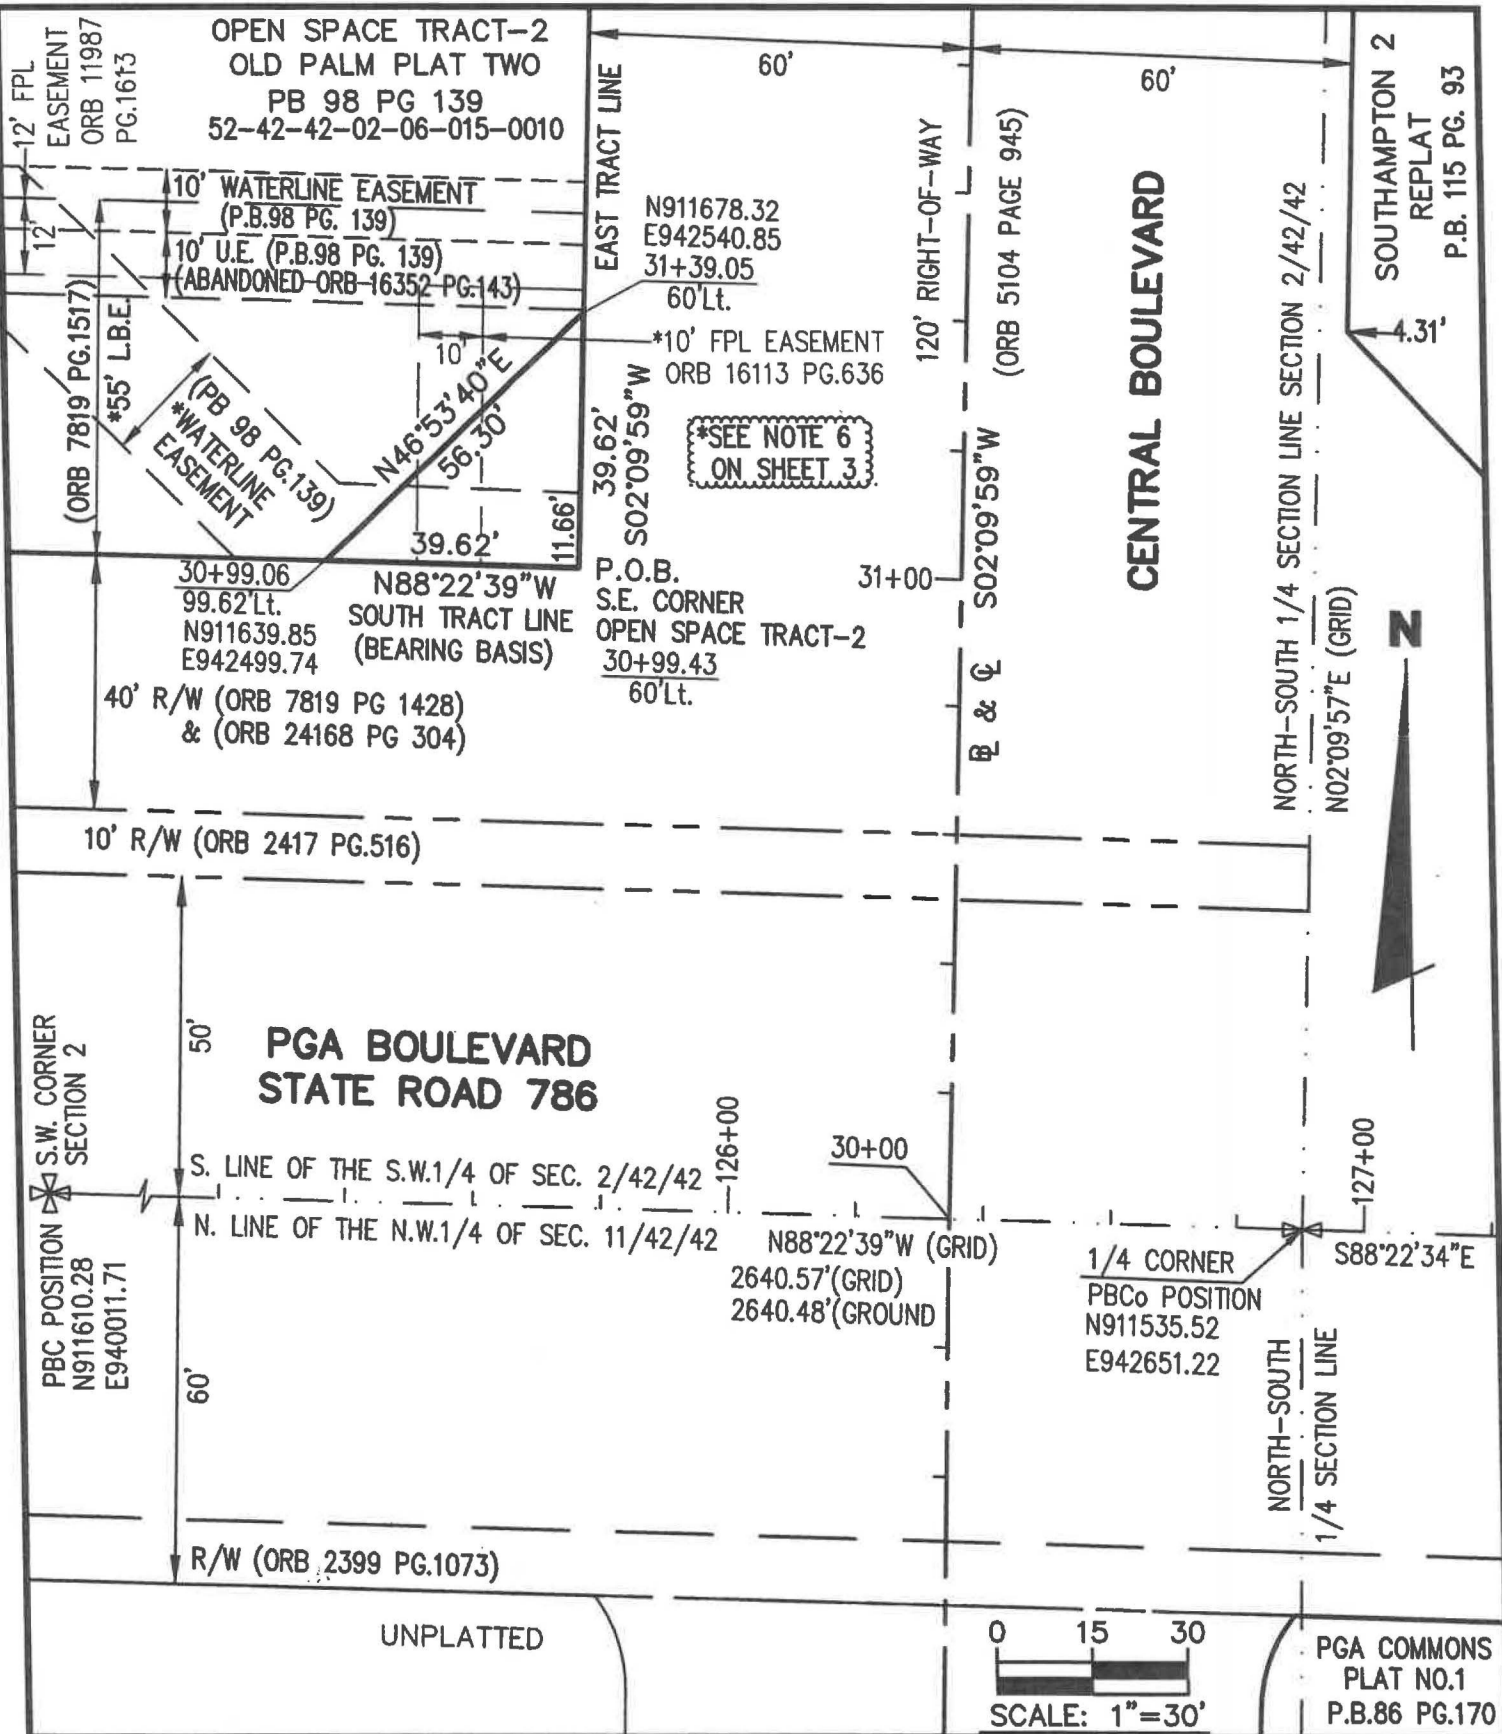 12' FPL
EASEMENT
ORB 11987
PG.1613
OPEN SPACE TRACT-2
OLD PALM PLAT TWO
PB 98 PG 139
52-42-42-02-06-015-0010
60'
60'
SOUTHAMPTON 2
REPLAT
P.B. 115 PG. 93
4.31'
EAST TRACT LINE
10' WATERLINE EASEMENT
(P.B.98 PG. 139)
10' U.E. (P.B.98 PG. 139)
(ABANDONED ORB 16352 PG.143)
12'
N911678.32
E942540.85
31+39.05
60'Lt.
*10' FPL EASEMENT
ORB 16113 PG.636
10'
120' RIGHT-OF-WAY
(ORB 5104 PAGE 945)
CENTRAL BOULEVARD
NORTH-SOUTH 1/4 SECTION LINE SECTION 2/42/42
N02°09'57"E (GRID)
(ORB 7819 PG.1517)
*55' L.B.E.
(PB 98 PG.139)
*WATERLINE
EASEMENT
N46°53'40"E
56.30'
39.62'
S02°09'59"W
*SEE NOTE 6
ON SHEET 3
S02°09'59"W
11.66'
39.62'
30+99.06
99.62'Lt.
N911639.85
E942499.74
N88°22'39"W
SOUTH TRACT LINE
(BEARING BASIS)
P.O.B.
S.E. CORNER
OPEN SPACE TRACT-2
30+99.43
60'Lt.
31+00
N
BL & CL
40' R/W (ORB 7819 PG 1428)
& (ORB 24168 PG 304)
10' R/W (ORB 2417 PG.516)
50'
PGA BOULEVARD
STATE ROAD 786
S.W. CORNER
SECTION 2
PBC POSITION
N911610.28
E940011.71
S. LINE OF THE S.W.1/4 OF SEC. 2/42/42
N. LINE OF THE N.W.1/4 OF SEC. 11/42/42
126+00
30+00
127+00
N88°22'39"W (GRID)
2640.57'(GRID)
2640.48'(GROUND
1/4 CORNER
PBCo POSITION
N911535.52
E942651.22
S88°22'34"E
NORTH-SOUTH
1/4 SECTION LINE
60'
R/W (ORB 2399 PG.1073)
UNPLATTED
0 15 30
SCALE: 1"=30'
PGA COMMONS
PLAT NO.1
P.B.86 PG.170